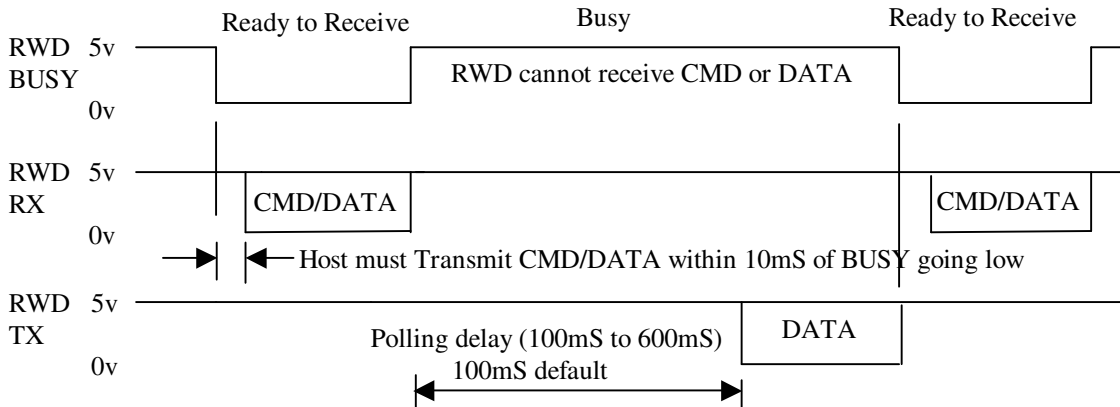 Ready to Receive
Busy
Ready to Receive
RWD 5v
BUSY
RWD cannot receive CMD or DATA
0v
RWD 5v
RX
CMD/DATA
CMD/DATA
0v
Host must Transmit CMD/DATA within 10mS of BUSY going low
RWD 5v
TX
DATA
Polling delay (100mS to 600mS)
0v
100mS default